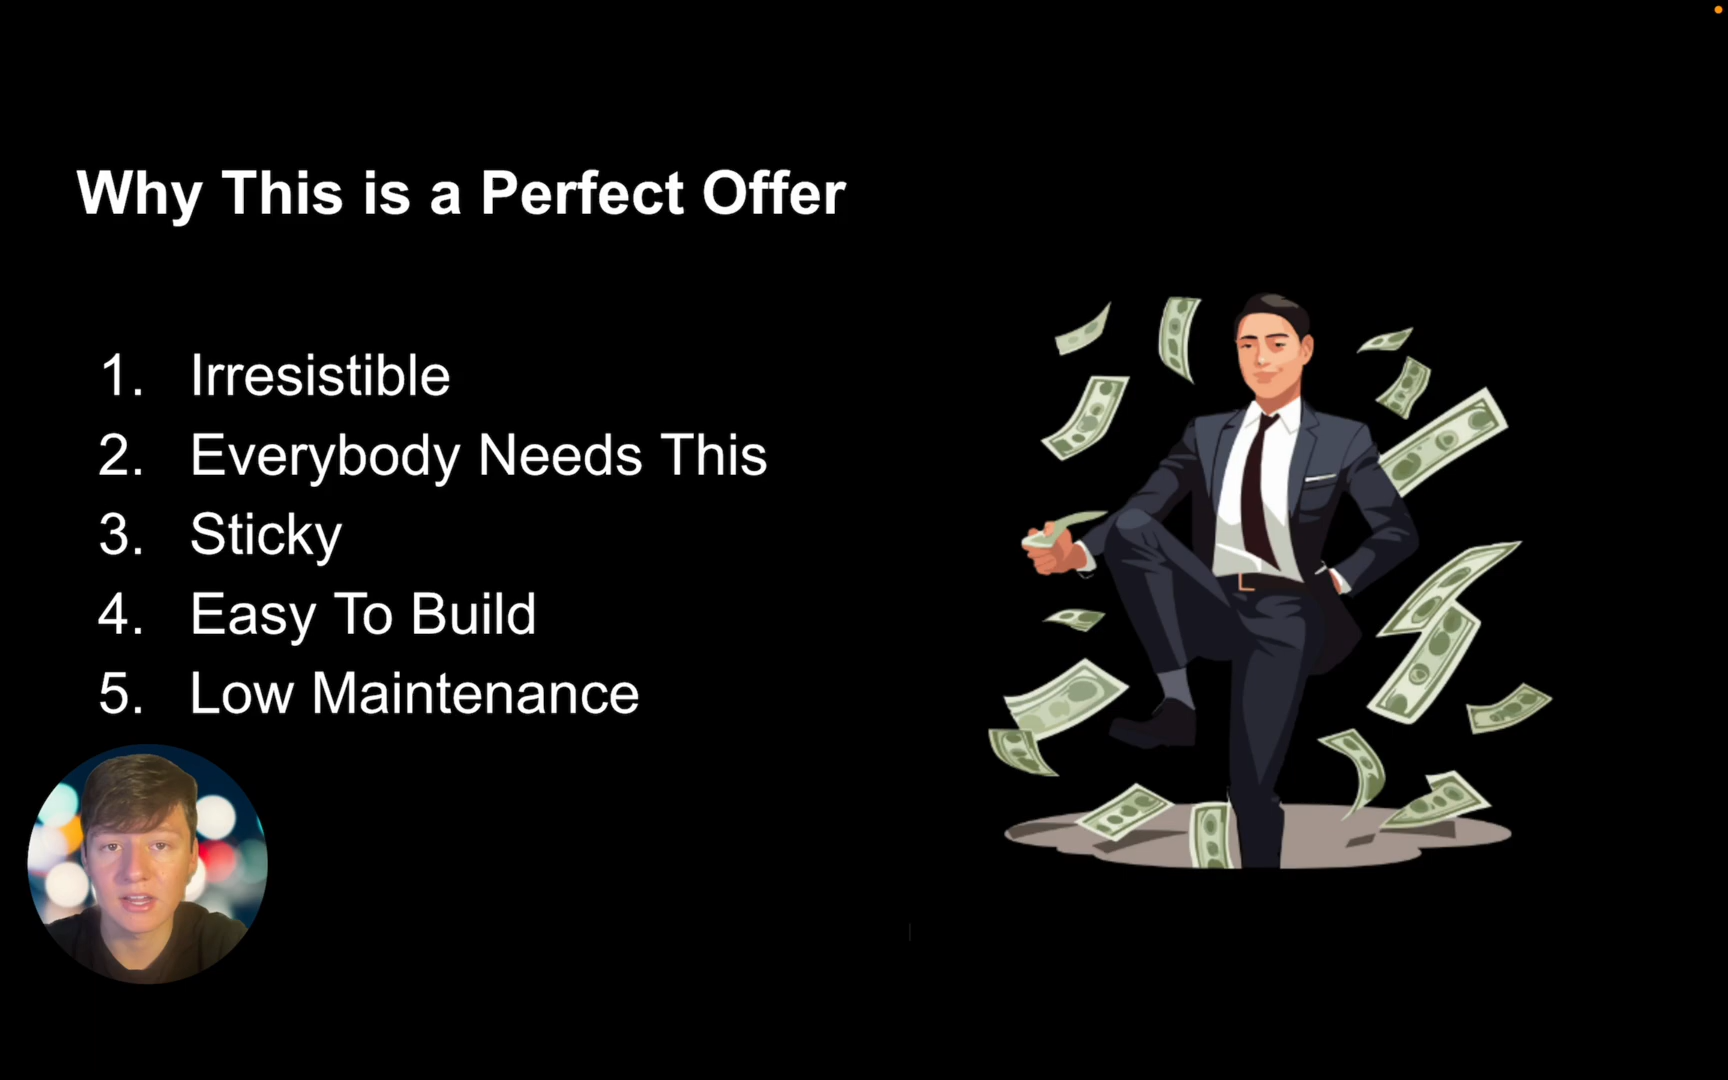 Why This is a Perfect Offer
1. Irresistible
2. Everybody Needs This
3. Sticky
4. Easy To Build
5. Low Maintenance